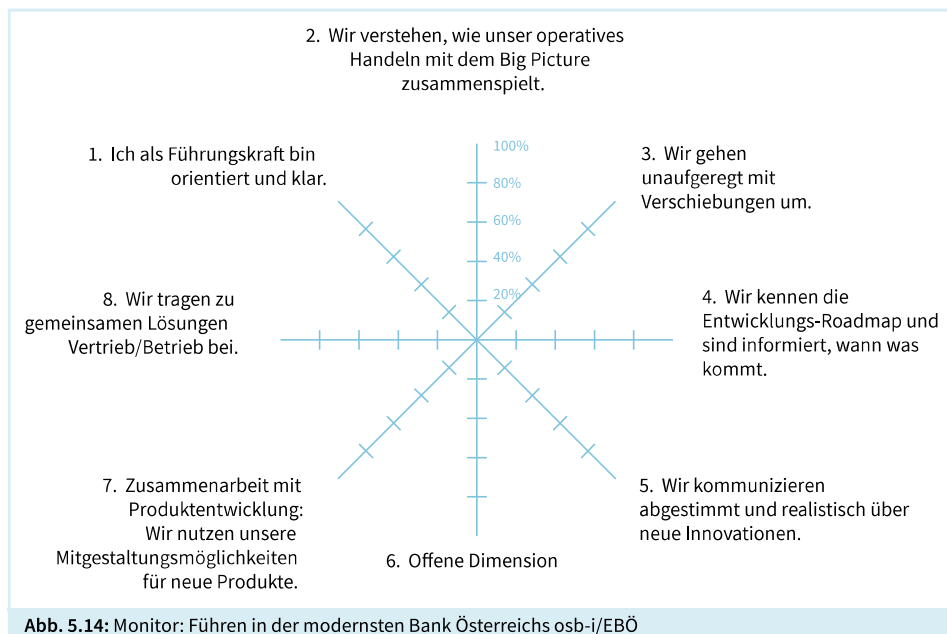 2. Wir verstehen, wie unser operatives
Handeln mit dem Big Picture
zusammenspielt.
1. Ich als Führungskraft bin
orientiert und klar.
100%
80%
60%
40%
20%
3. Wir gehen
unaufgeregt mit
Verschiebungen um.
8. Wir tragen zu
gemeinsamen Lösungen
Vertrieb/Betrieb bei.
4. Wir kennen die
Entwicklungs-Roadmap und
sind informiert, wann was
kommt.
7. Zusammenarbeit mit
Produktentwicklung:
Wir nutzen unsere
Mitgestaltungsmöglichkeiten
für neue Produkte.
6. Offene Dimension
5. Wir kommunizieren
abgestimmt und realistisch über
neue Innovationen.
Abb. 5.14: Monitor: Führen in der modernsten Bank Österreichs osb-i/EBÖ